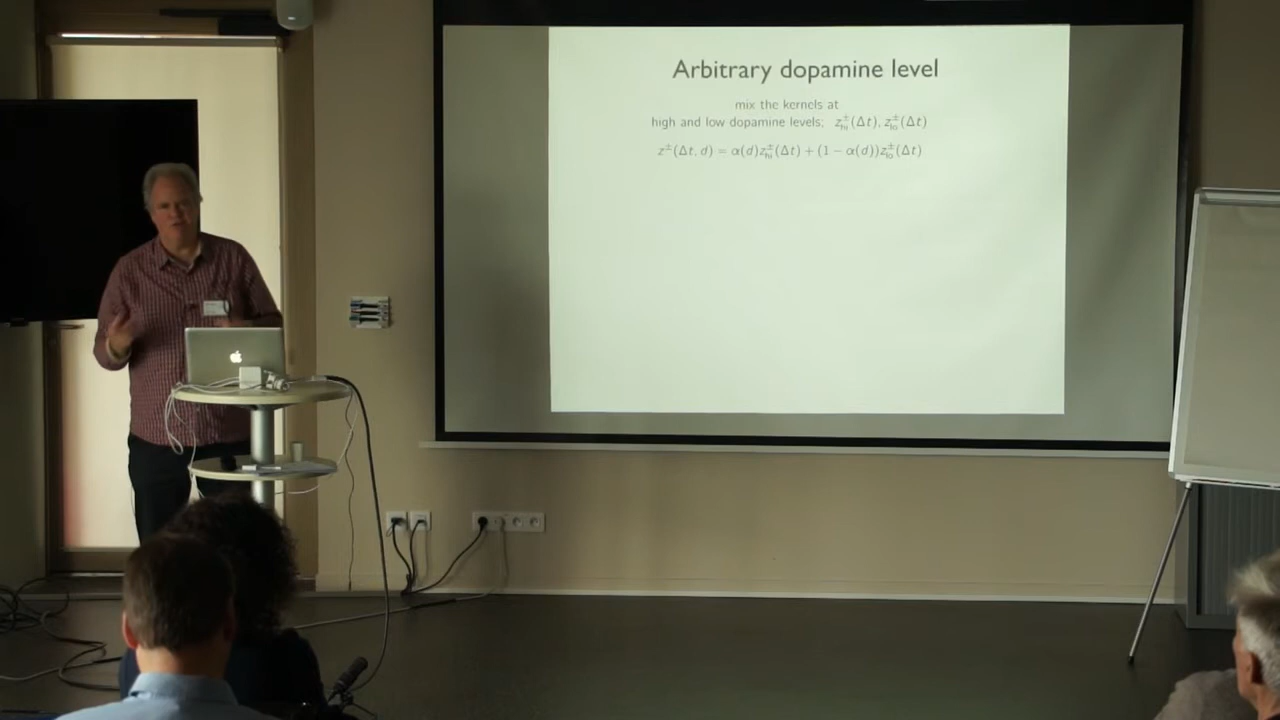 Arbitrary dopamine level
mix the kernels at
high and low dopamine levels; z±hi(Δt), z±lo(Δt)
z±(Δt, d) = α(d)z±hi(Δt) + (1 − α(d))z±lo(Δt)